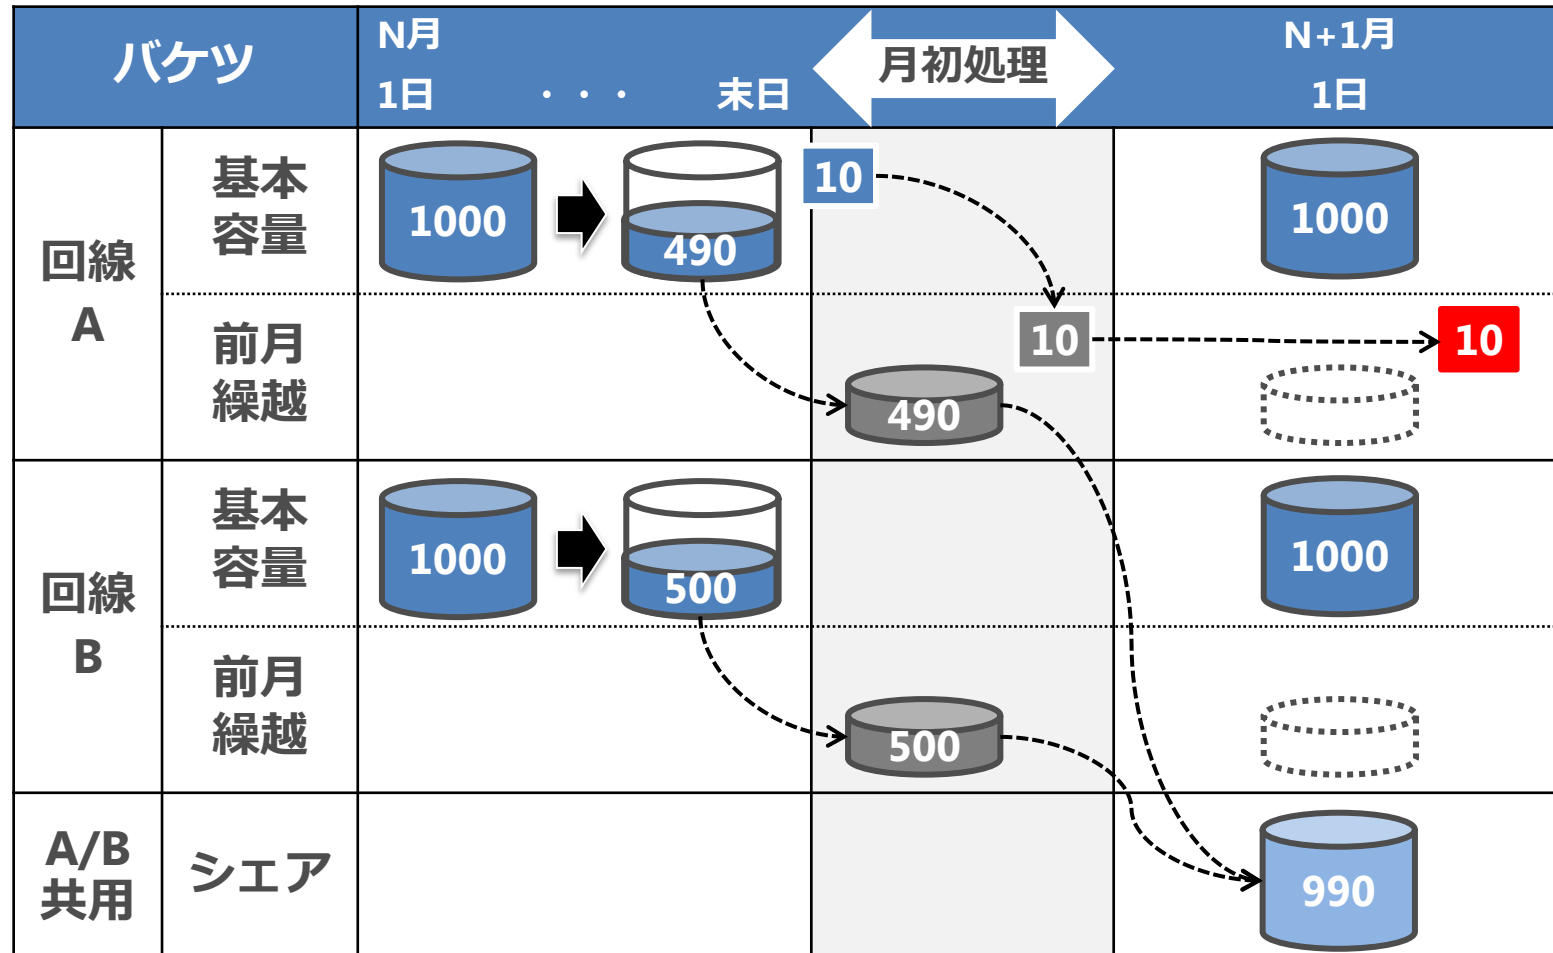 バケツ
N月
1日 ・・・ 末日
月初処理
N+1月
1日
回線
A
基本
容量
1000
490
10
1000
前月
繰越
10
10
490
回線
B
基本
容量
1000
500
1000
前月
繰越
500
A/B
共用
シェア
990